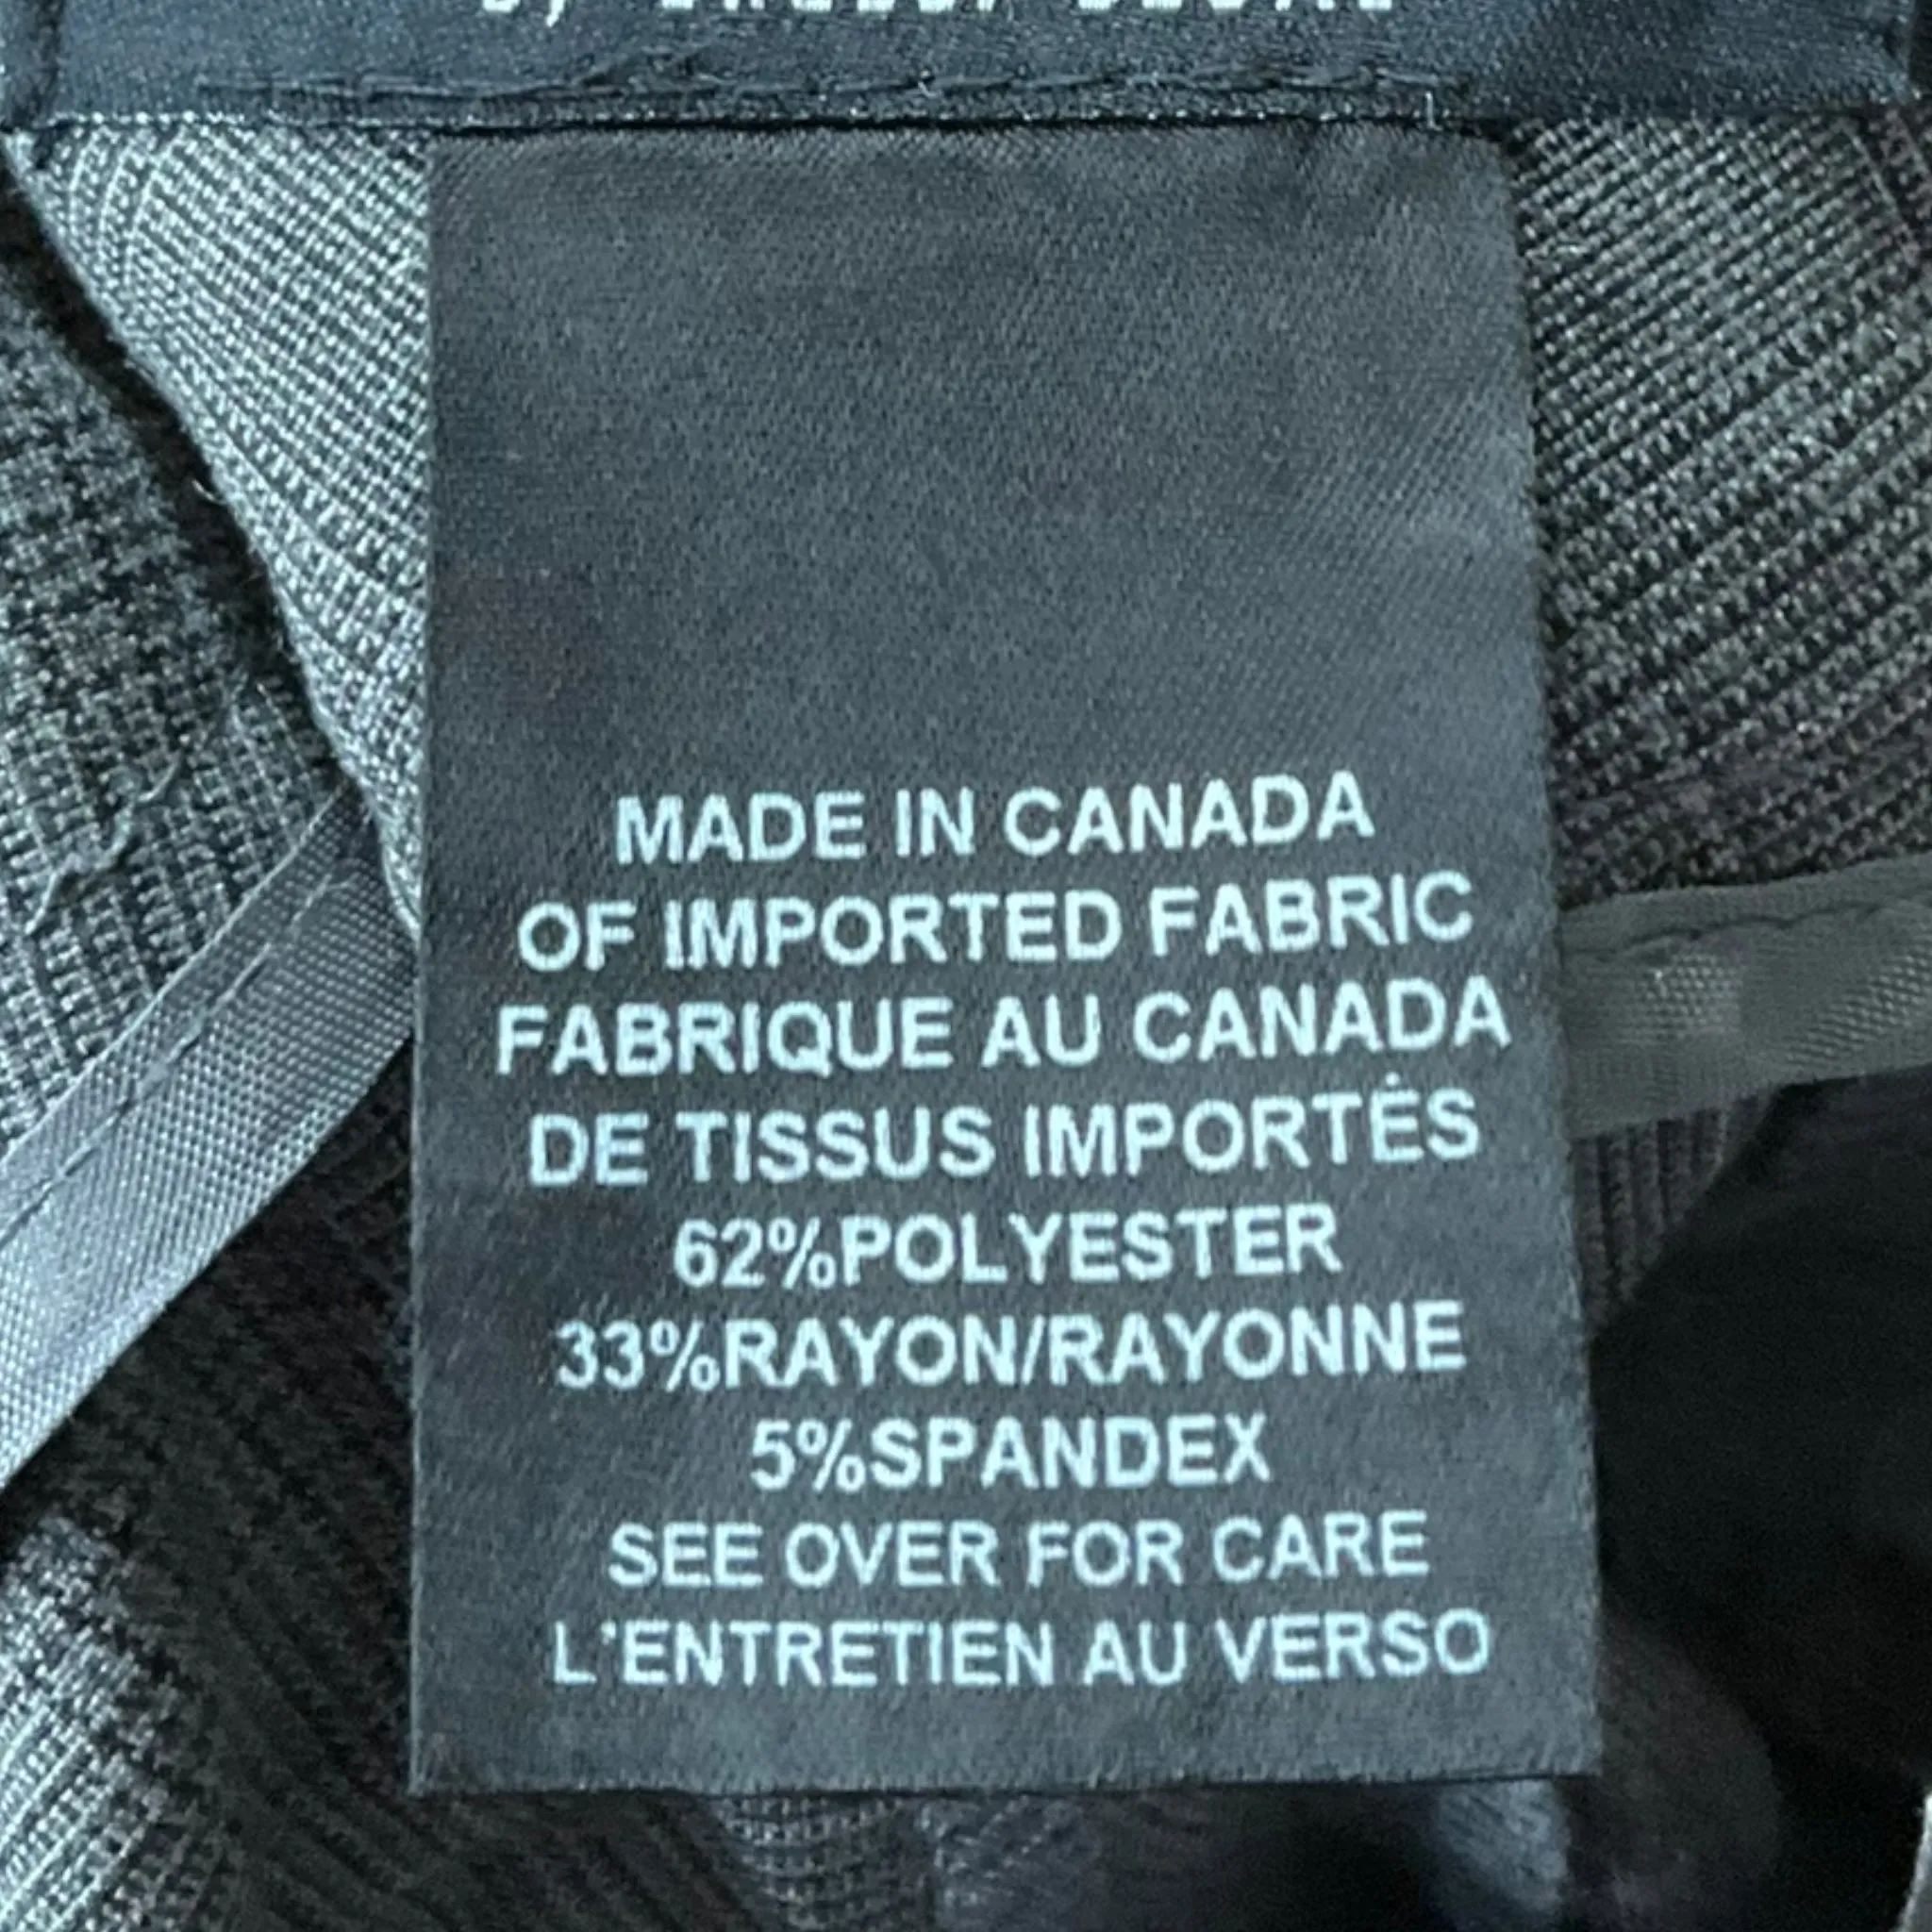 MADE IN CANADA
OF IMPORTED FABRIC
FABRIQUE AU CANADA
DE TISSUS IMPORTÉS
62%POLYESTER
33%RAYON/RAYONNE
5%SPANDEX
SEE OVER FOR CARE
L'ENTRETIEN AU VERSO